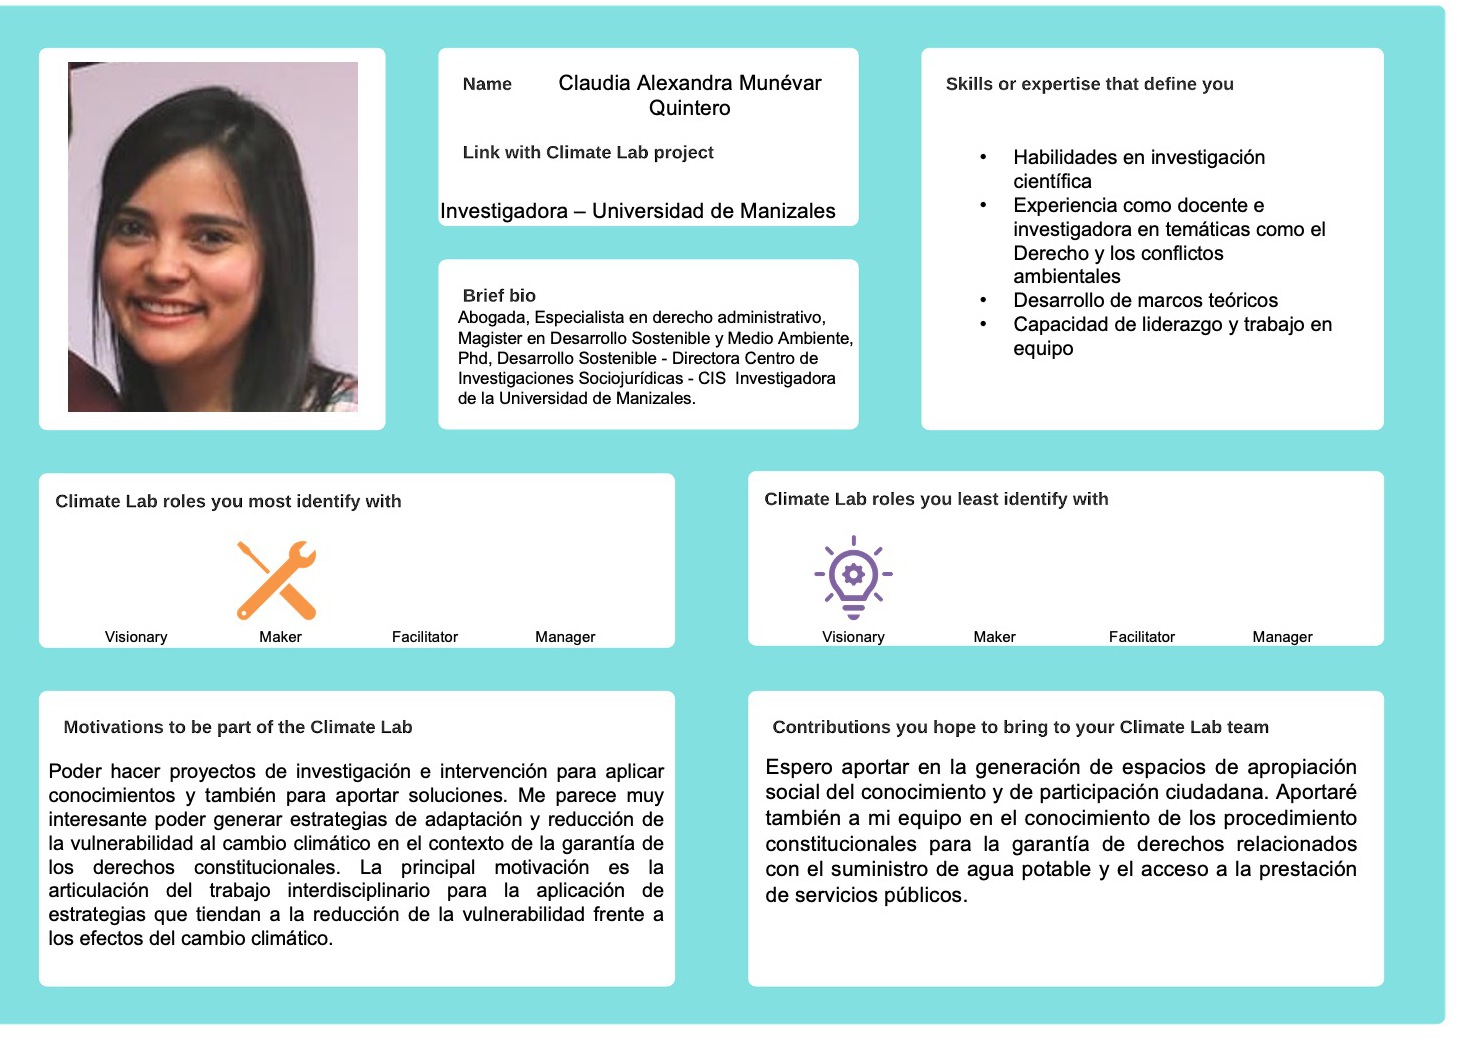 Name
Claudia Alexandra Munévar
Quintero
Link with Climate Lab project
Investigadora – Universidad de Manizales
Brief bio
Abogada, Especialista en derecho administrativo,
Magister en Desarrollo Sostenible y Medio Ambiente,
Phd, Desarrollo Sostenible - Directora Centro de
Investigaciones Sociojurídicas - CIS Investigadora
de la Universidad de Manizales.
Skills or expertise that define you
• Habilidades en investigación
científica
• Experiencia como docente e
investigadora en temáticas como el
Derecho y los conflictos
ambientales
• Desarrollo de marcos teóricos
• Capacidad de liderazgo y trabajo en
equipo
Climate Lab roles you most identify with
Visionary Maker Facilitator Manager
Climate Lab roles you least identify with
Visionary Maker Facilitator Manager
Motivations to be part of the Climate Lab
Poder hacer proyectos de investigación e intervención para aplicar
conocimientos y también para aportar soluciones. Me parece muy
interesante poder generar estrategias de adaptación y reducción de
la vulnerabilidad al cambio climático en el contexto de la garantía de
los derechos constitucionales. La principal motivación es la
articulación del trabajo interdisciplinario para la aplicación de
estrategias que tiendan a la reducción de la vulnerabilidad frente a
los efectos del cambio climático.
Contributions you hope to bring to your Climate Lab team
Espero aportar en la generación de espacios de apropiación
social del conocimiento y de participación ciudadana. Aportaré
también a mi equipo en el conocimiento de los procedimiento
constitucionales para la garantía de derechos relacionados
con el suministro de agua potable y el acceso a la prestación
de servicios públicos.